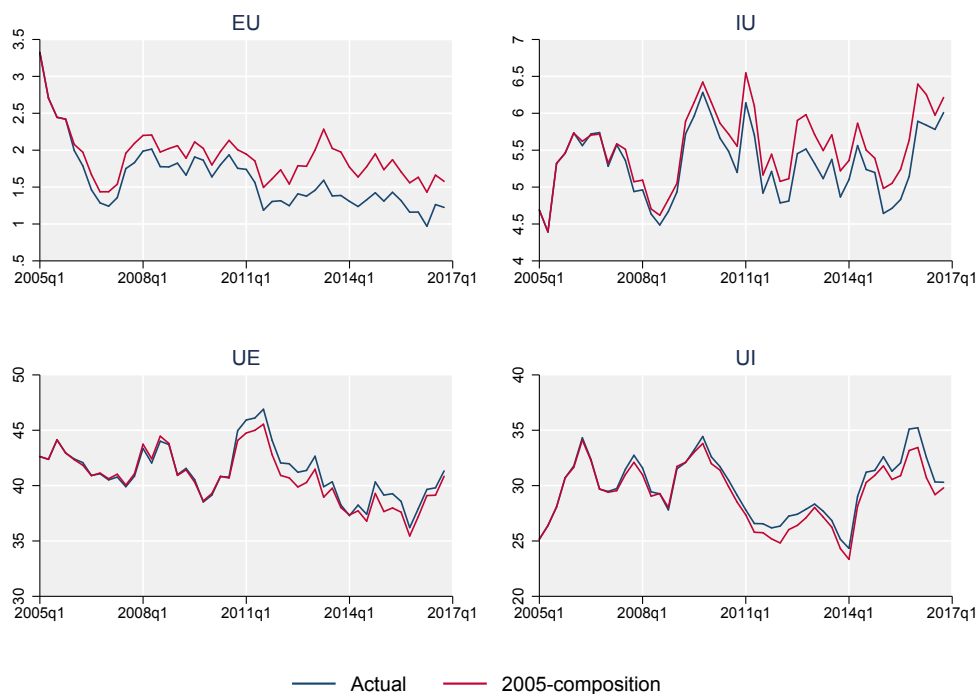 EU
.5 1 1.5 2 2.5 3 3.5
2005q1 2008q1 2011q1 2014q1 2017q1
IU
4 4.5 5 5.5 6 6.5 7
2005q1 2008q1 2011q1 2014q1 2017q1
UE
30 35 40 45 50
2005q1 2008q1 2011q1 2014q1 2017q1
UI
20 25 30 35 40
2005q1 2008q1 2011q1 2014q1 2017q1
Actual 2005-composition